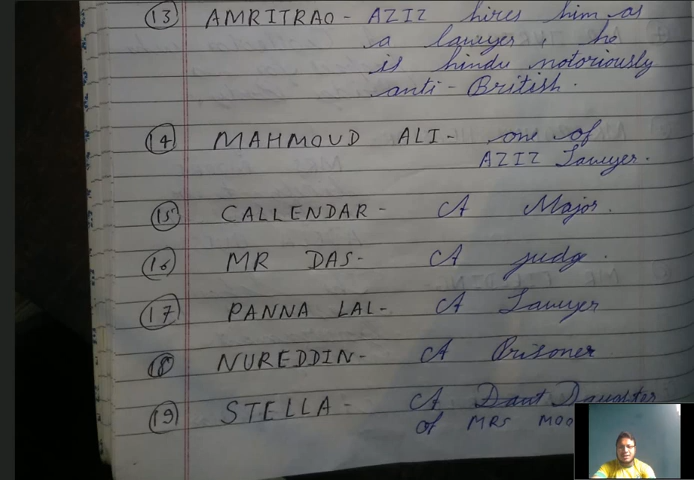 (13) AMRITRAO - AZIZ hires him as
a lawyer, he
is hindu notoriously
anti - British.
(14) MAHMOUD ALI - one of
AZIZ Lawyer.
(15) CALLENDAR - A Major.
(16) MR DAS - A judge.
(17) PANNA LAL - A Lawyer
(18) NUREDDIN - A Prisoner
(19) STELLA - A Daut Daughter
of MRS MOO